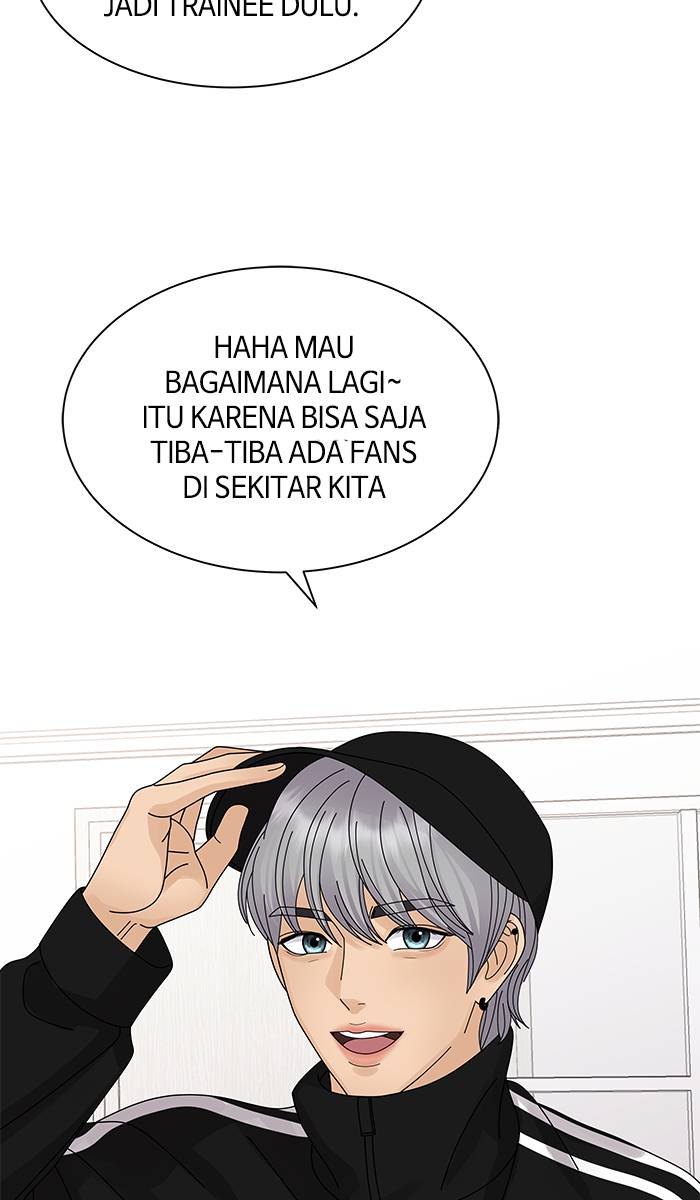 JADI TRAINEE DULU.
HAHA MAU
BAGAIMANA LAGI~
ITU KARENA BISA SAJA
TIBA-TIBA ADA FANS
DI SEKITAR KITA